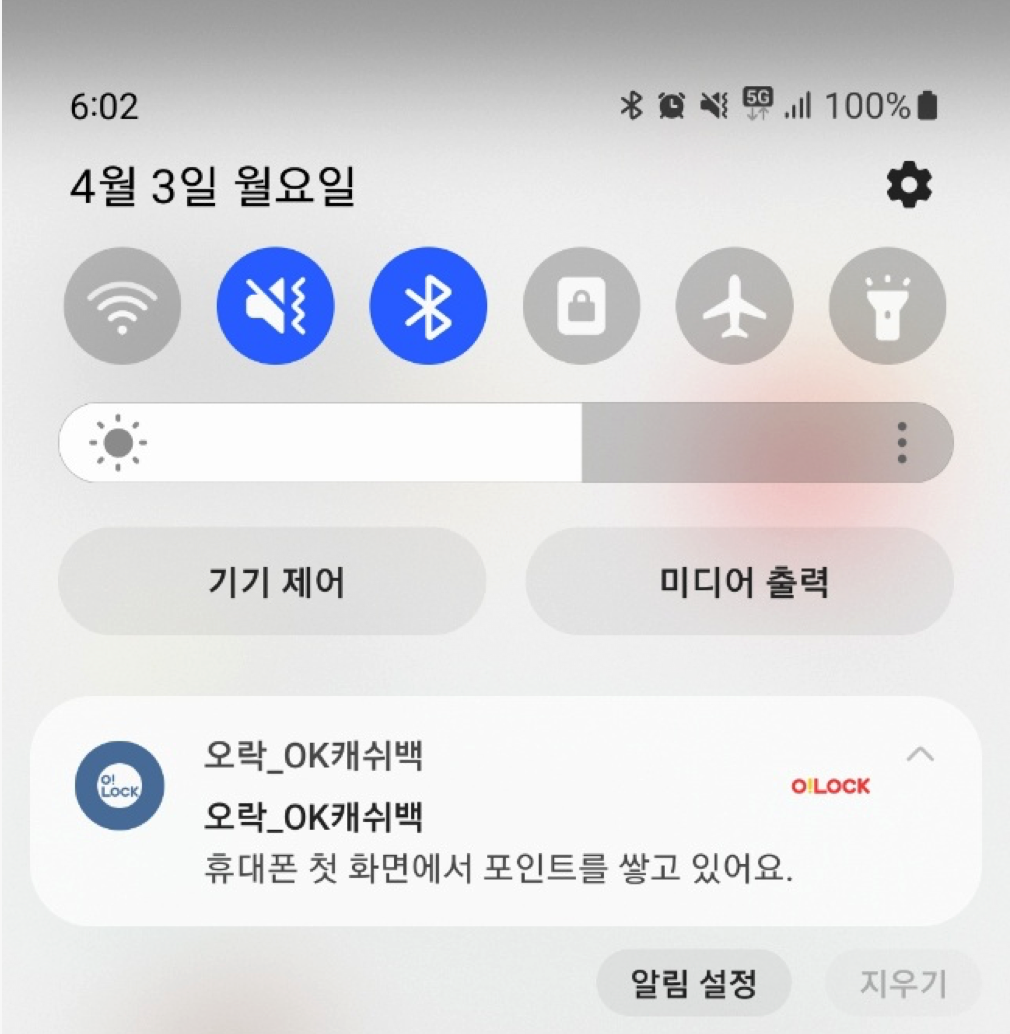 6:02
5G
100%
4월 3일 월요일
기기 제어
미디어 출력
오락_OK캐쉬백
O!LOCK
O!
LOCK
오락_OK캐쉬백
휴대폰 첫 화면에서 포인트를 쌓고 있어요.
알림 설정
지우기